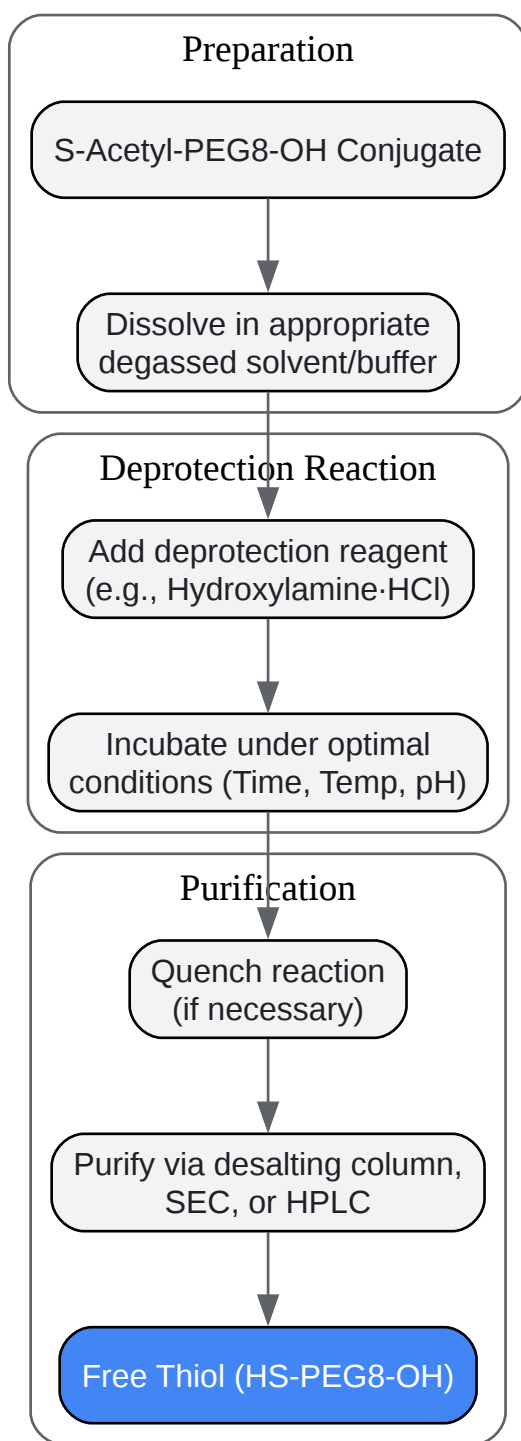 Preparation
S-Acetyl-PEG8-OH Conjugate
Dissolve in appropriate
degassed solvent/buffer
Deprotection Reaction
Add deprotection reagent
(e.g., Hydroxylamine·HCl)
Incubate under optimal
conditions (Time, Temp, pH)
Purification
Quench reaction
(if necessary)
Purify via desalting column,
SEC, or HPLC
Free Thiol (HS-PEG8-OH)